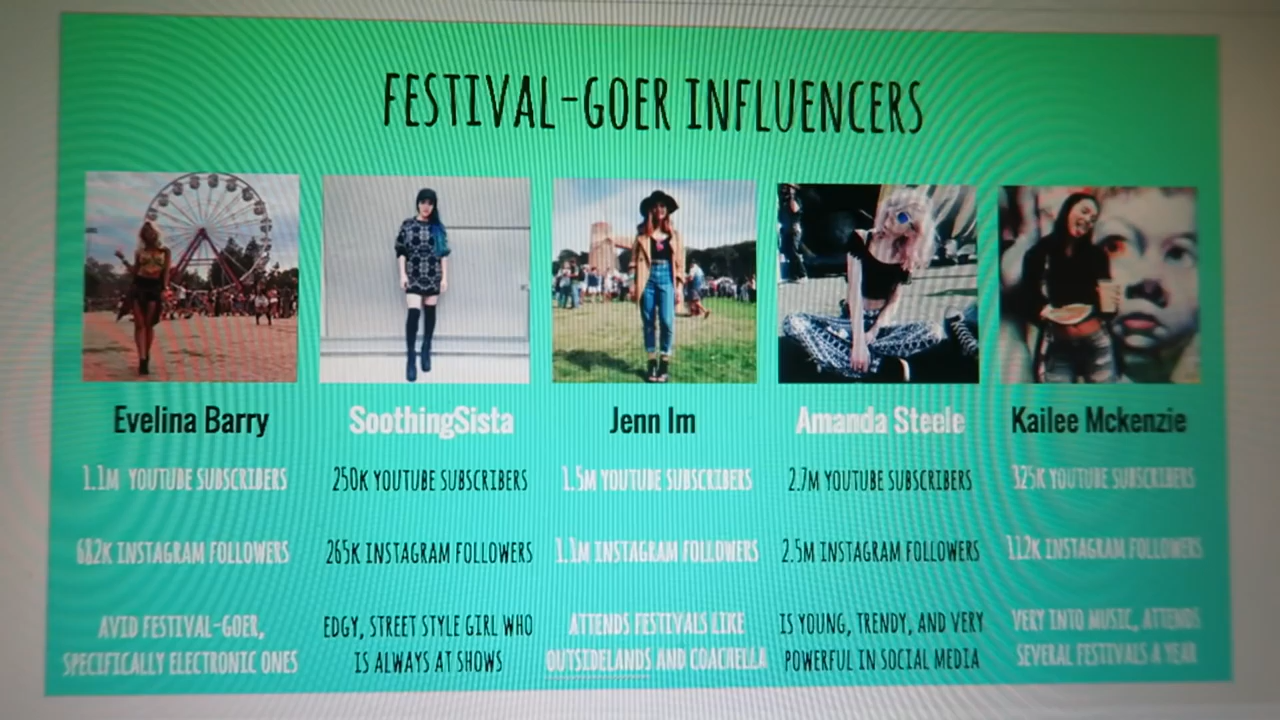 FESTIVAL-GOER INFLUENCERS
Evelina Barry
1.1M YOUTUBE SUBSCRIBERS
682K INSTAGRAM FOLLOWERS
AVID FESTIVAL-GOER,
SPECIFICALLY ELECTRONIC ONES
SoothingSista
250K YOUTUBE SUBSCRIBERS
265K INSTAGRAM FOLLOWERS
EDGY, STREET STYLE GIRL WHO
IS ALWAYS AT SHOWS
Jenn Im
1.5M YOUTUBE SUBSCRIBERS
1.1M INSTAGRAM FOLLOWERS
ATTENDS FESTIVALS LIKE
OUTSIDELANDS AND COACHELLA
Amanda Steele
2.7M YOUTUBE SUBSCRIBERS
2.5M INSTAGRAM FOLLOWERS
IS YOUNG, TRENDY, AND VERY
POWERFUL IN SOCIAL MEDIA
Kailee Mckenzie
325K YOUTUBE SUBSCRIBERS
112K INSTAGRAM FOLLOWERS
VERY INTO MUSIC, ATTENDS
SEVERAL FESTIVALS A YEAR